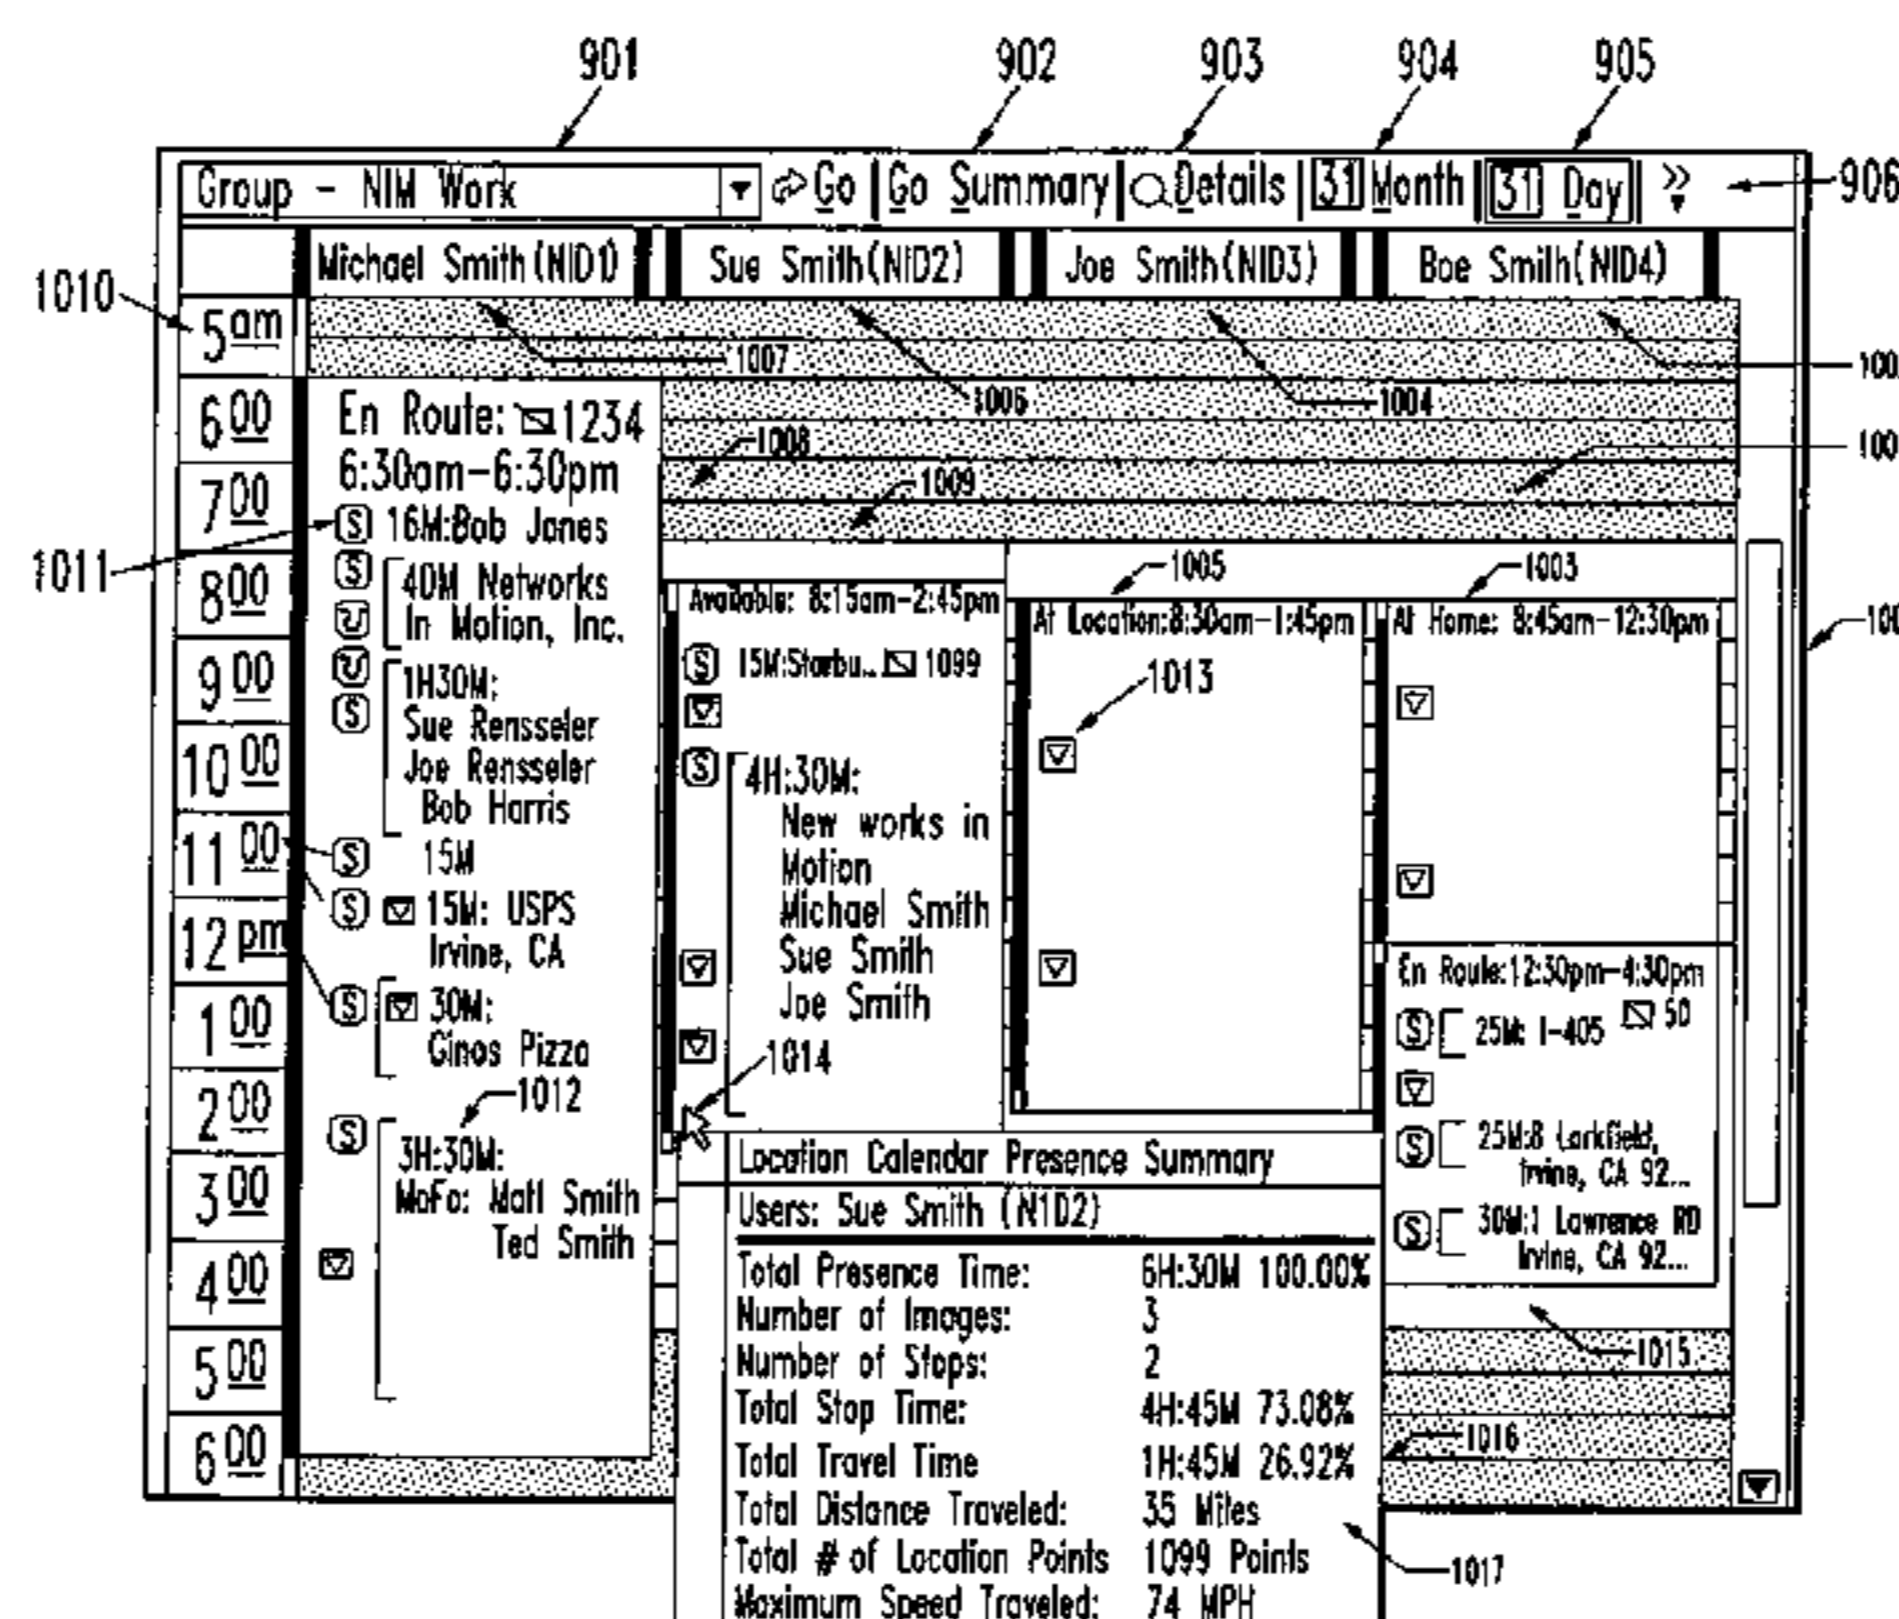 901 902 903 904 905
Group - NIM Work Go Go Summary Details 31 Month 31 Day » 906
Michael Smith(NID1) Sue Smith(NID2) Joe Smith(NID3) Boe Smith(NID4)
1010
5 am
1007
1006
1004
100
6 00
En Route: 1234
6:30am-6:30pm
1008
100
7 00
1009
16M:Bob Jones
1011
8 00
40M Networks
In Motion, Inc.
9 00
1H30M:
Sue Rensseler
Joe Rensseler
Bob Harris
10 00
11 00
15M
15M: USPS
Irvine, CA
12 pm
1 00
30M:
Ginos Pizza
1012
2 00
3H:30M:
MoFo: Matt Smith
Ted Smith
3 00
4 00
5 00
6 00
Available: 8:15am-2:45pm
15M:Starbu... 1099
4H:30M:
New works in
Motion
Michael Smith
Sue Smith
Joe Smith
1014
1005
At Location:8:30am-1:45pm
1013
1003
At Home: 8:45am-12:30pm
100
En Route:12:30pm-4:30pm
50
25M: I-405
25M:8 Larkfield,
Irvine, CA 92...
30M:1 Lawrence RD
Irvine, CA 92...
1015
1016
Location Calendar Presence Summary
Users: Sue Smith (N1D2)
Total Presence Time: 6H:30M 100.00%
Number of Images: 3
Number of Stops: 2
Total Stop Time: 4H:45M 73.08%
Total Travel Time 1H:45M 26.92%
Total Distance Traveled: 35 Miles
Total # of Location Points 1099 Points
1017
Maximum Speed Traveled: 74 MPH